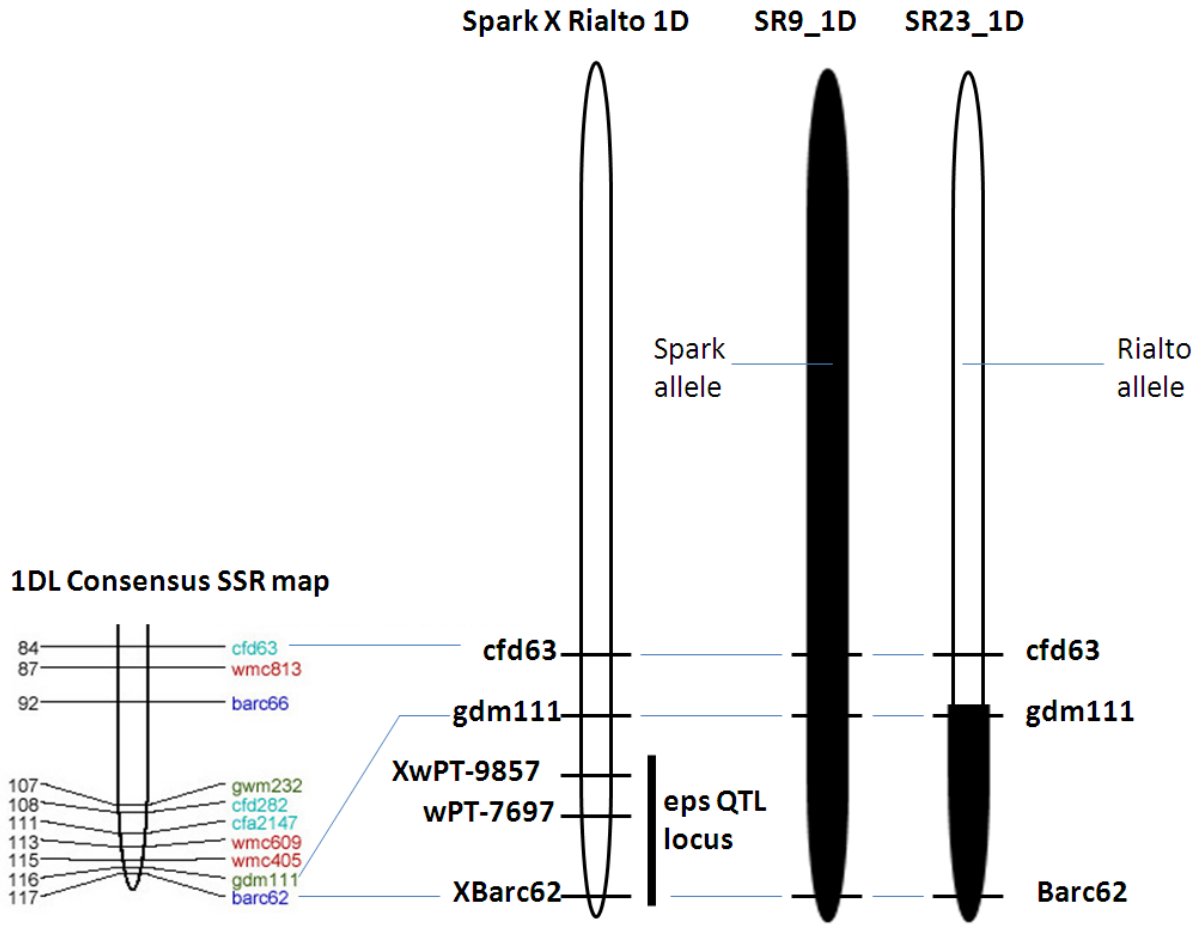 Spark X Rialto 1D
SR9_1D
SR23_1D
Spark
allele
Rialto
allele
1DL Consensus SSR map
84
cfd63
87
wmc813
92
barc66
107
gwm232
108
cfd282
111
cfa2147
113
wmc609
115
wmc405
116
gdm111
117
barc62
cfd63
gdm111
XwPT-9857
wPT-7697
XBarc62
eps QTL
locus
cfd63
gdm111
Barc62